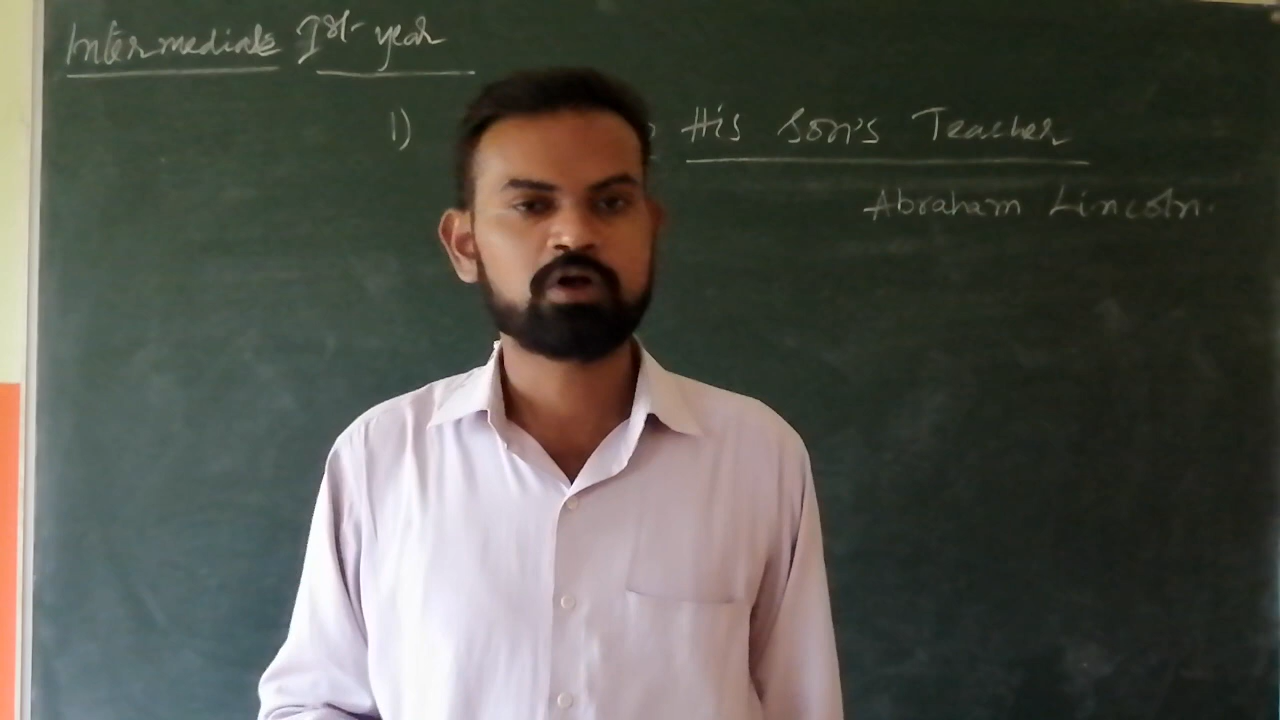 Intermediate Ist year
1) His Son's Teacher
Abraham Lincoln.